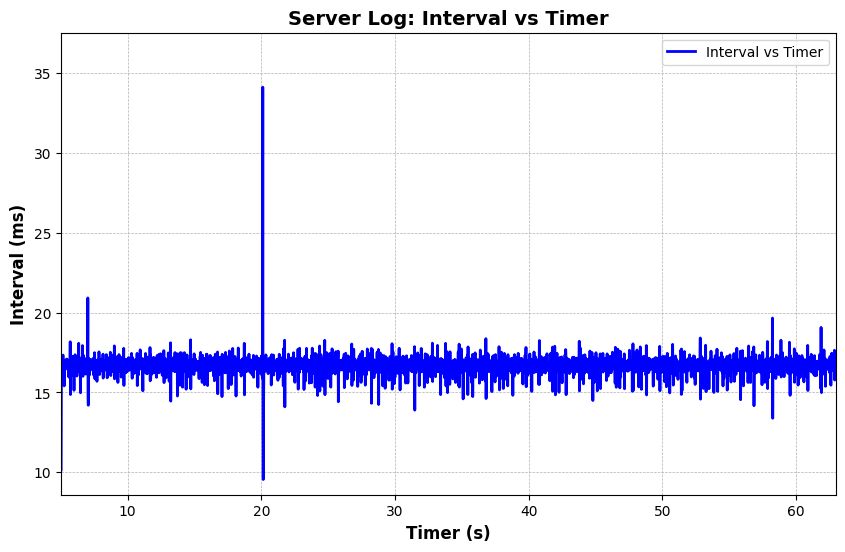 Server Log: Interval vs Timer
Interval vs Timer
Interval (ms)
35
30
25
20
15
10
10 20 30 40 50 60
Timer (s)